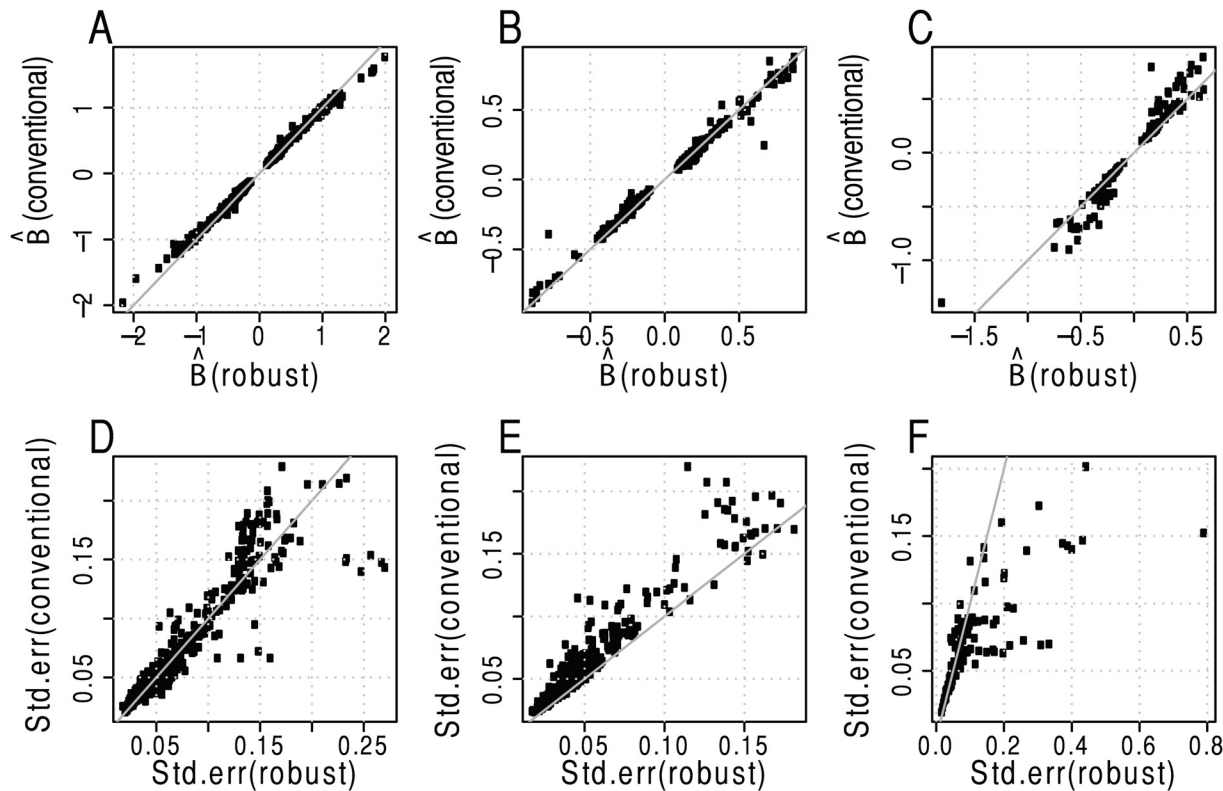 A
B̂ (conventional)
1
0
−1
−2
−2 −1 0 1 2
B̂ (robust)
B
B̂ (conventional)
0.5
0.0
−0.5
−0.5 0.0 0.5
B̂ (robust)
C
B̂ (conventional)
0.0
−1.0
−1.5 −0.5 0.5
B̂ (robust)
D
Std.err(conventional)
0.15
0.05
0.05 0.15 0.25
Std.err(robust)
E
Std.err(conventional)
0.15
0.05
0.05 0.10 0.15
Std.err(robust)
F
Std.err(conventional)
0.15
0.05
0.0 0.2 0.4 0.6 0.8
Std.err(robust)